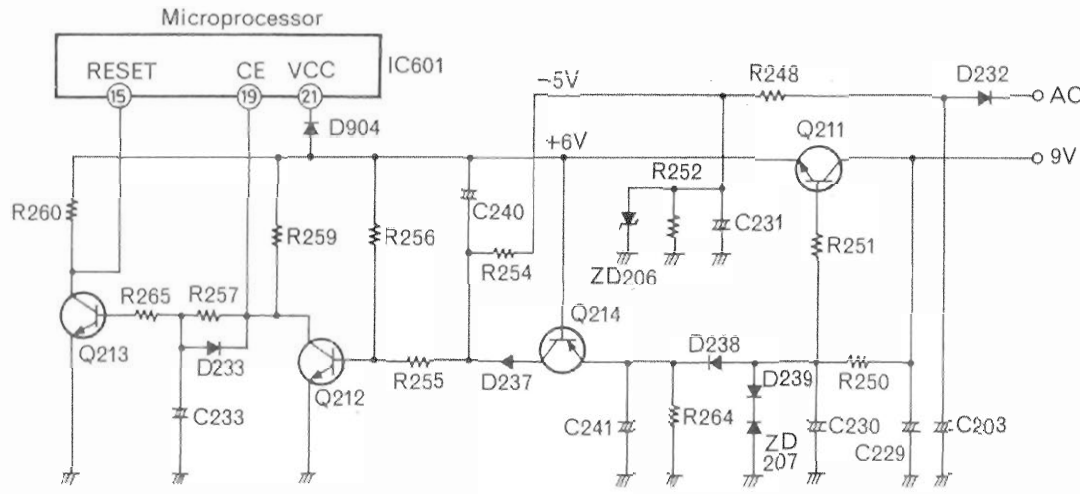 Microprocessor
RESET CE VCC IC601
15 19 21
D904
-5V R248 D232 AC
+6V Q211 9V
R260 R259 R256 C240 R254 R252 C231 R251
ZD206
R265 R257 Q214
Q213 D233 Q212 R255 D237 D238 D239 R250
C233 C241 R264 ZD 207 C230 C229 C203